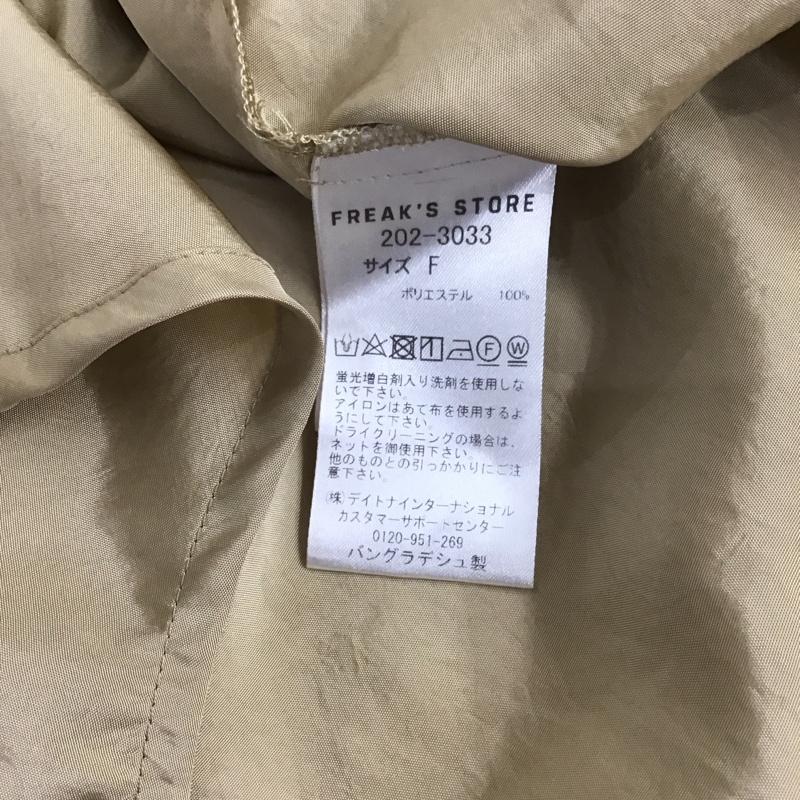 FREAK'S STORE
202-3033
サイズ F
ポリエステル 100%
F W
蛍光増白剤入り洗剤を使用しな
いで下さい。
アイロンはあて布を使用するよ
うにして下さい。
ドライクリーニングの場合は、
ネットを御使用下さい。
他のものとの引っかかりにご注
意下さい。
(株)デイトナインターナショナル
カスタマーサポートセンター
0120-951-269
バングラデシュ製